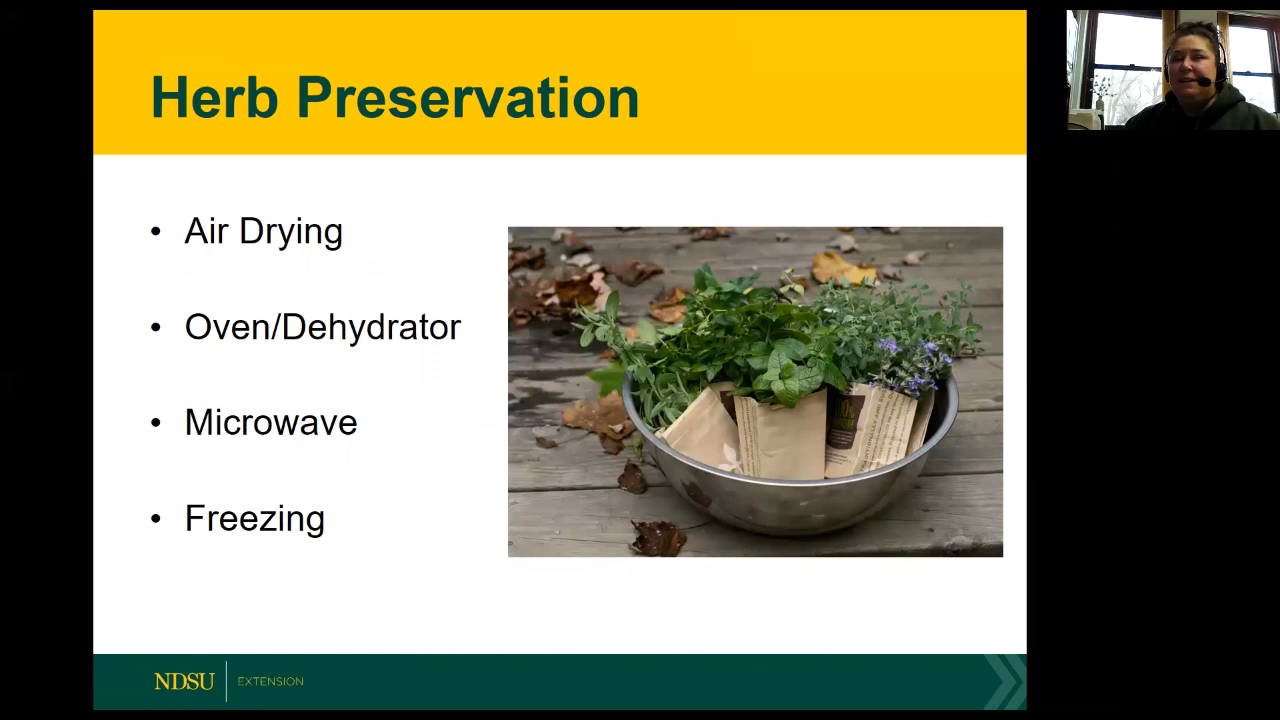 Herb Preservation
• Air Drying
• Oven/Dehydrator
• Microwave
• Freezing
NDSU
EXTENSION